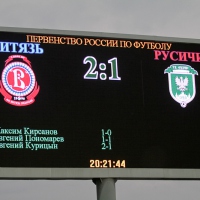 ПЕРВЕНСТВО РОССИИ ПО ФУТБОЛУ
ИТЯЗЬ 2:1 РУСИЧИ
аксим Кирсанов 1-0
вгений Пономарев 1-1
вгений Курицын 2-1
20:21:44